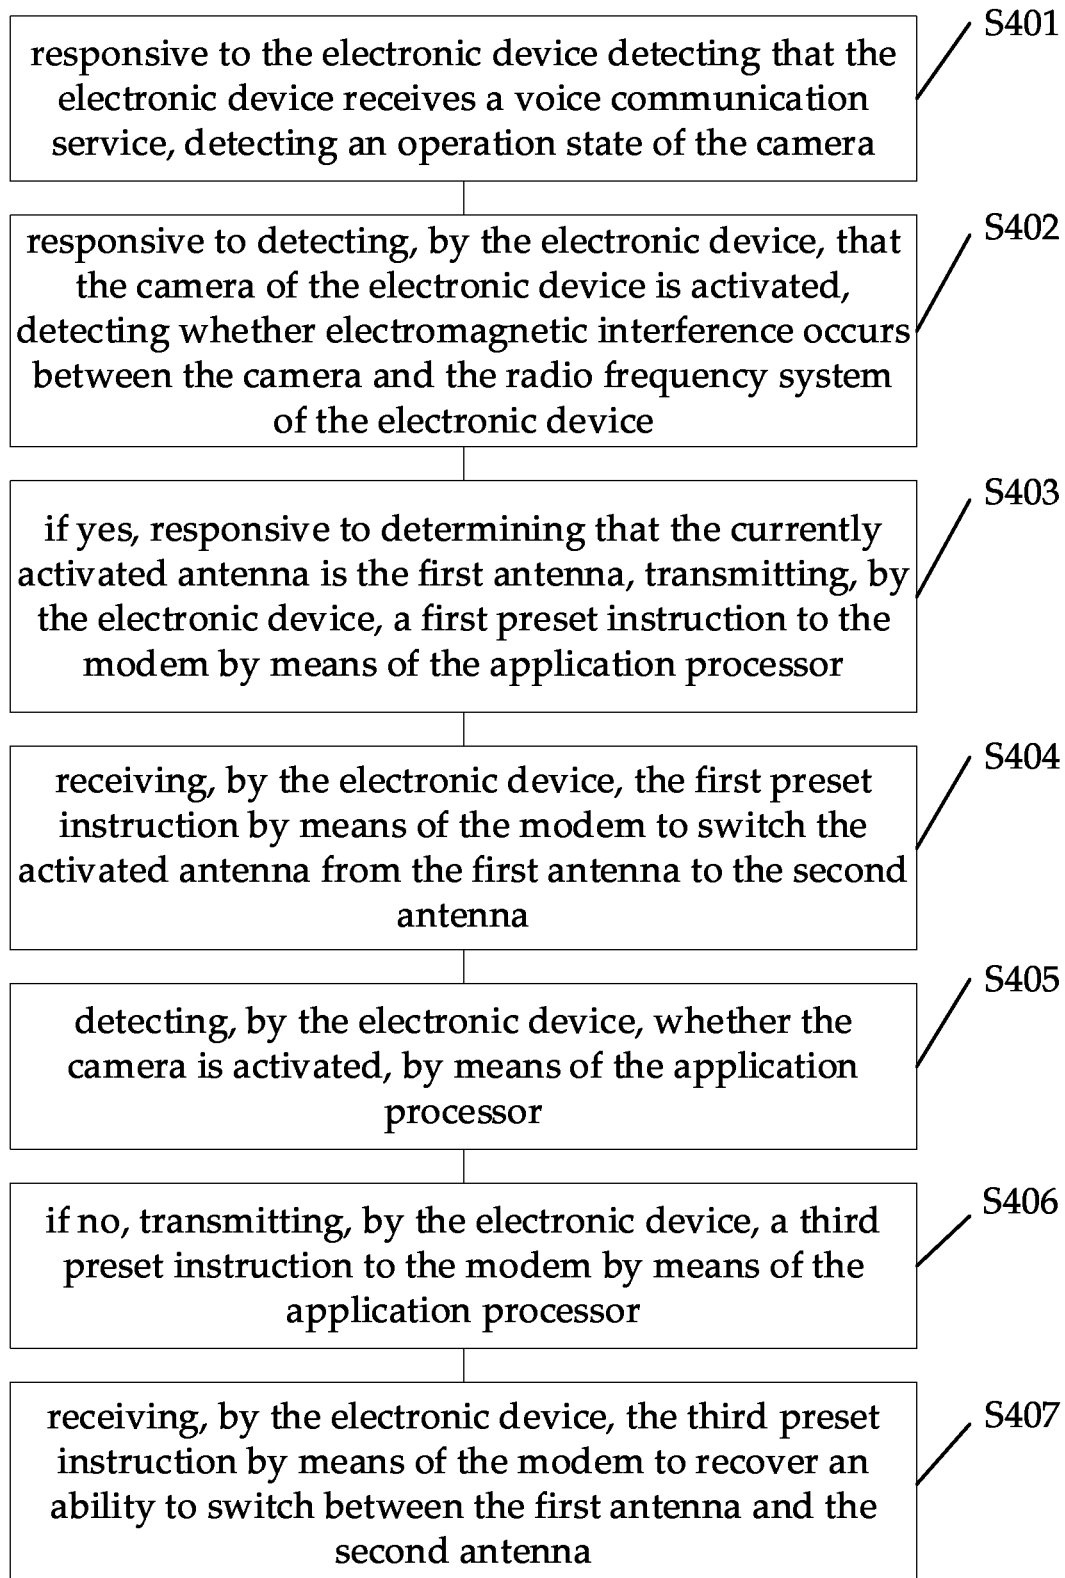 S401
responsive to the electronic device detecting that the
electronic device receives a voice communication
service, detecting an operation state of the camera
S402
responsive to detecting, by the electronic device, that
the camera of the electronic device is activated,
detecting whether electromagnetic interference occurs
between the camera and the radio frequency system
of the electronic device
S403
if yes, responsive to determining that the currently
activated antenna is the first antenna, transmitting, by
the electronic device, a first preset instruction to the
modem by means of the application processor
S404
receiving, by the electronic device, the first preset
instruction by means of the modem to switch the
activated antenna from the first antenna to the second
antenna
S405
detecting, by the electronic device, whether the
camera is activated, by means of the application
processor
S406
if no, transmitting, by the electronic device, a third
preset instruction to the modem by means of the
application processor
S407
receiving, by the electronic device, the third preset
instruction by means of the modem to recover an
ability to switch between the first antenna and the
second antenna